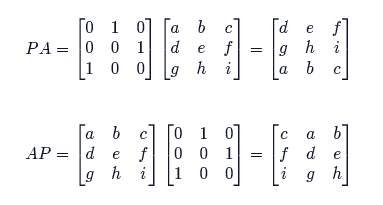 PA = [0 1 0; 0 0 1; 1 0 0] [a b c; d e f; g h i] = [d e f; g h i; a b c]
AP = [a b c; d e f; g h i] [0 1 0; 0 0 1; 1 0 0] = [c a b; f d e; i g h]